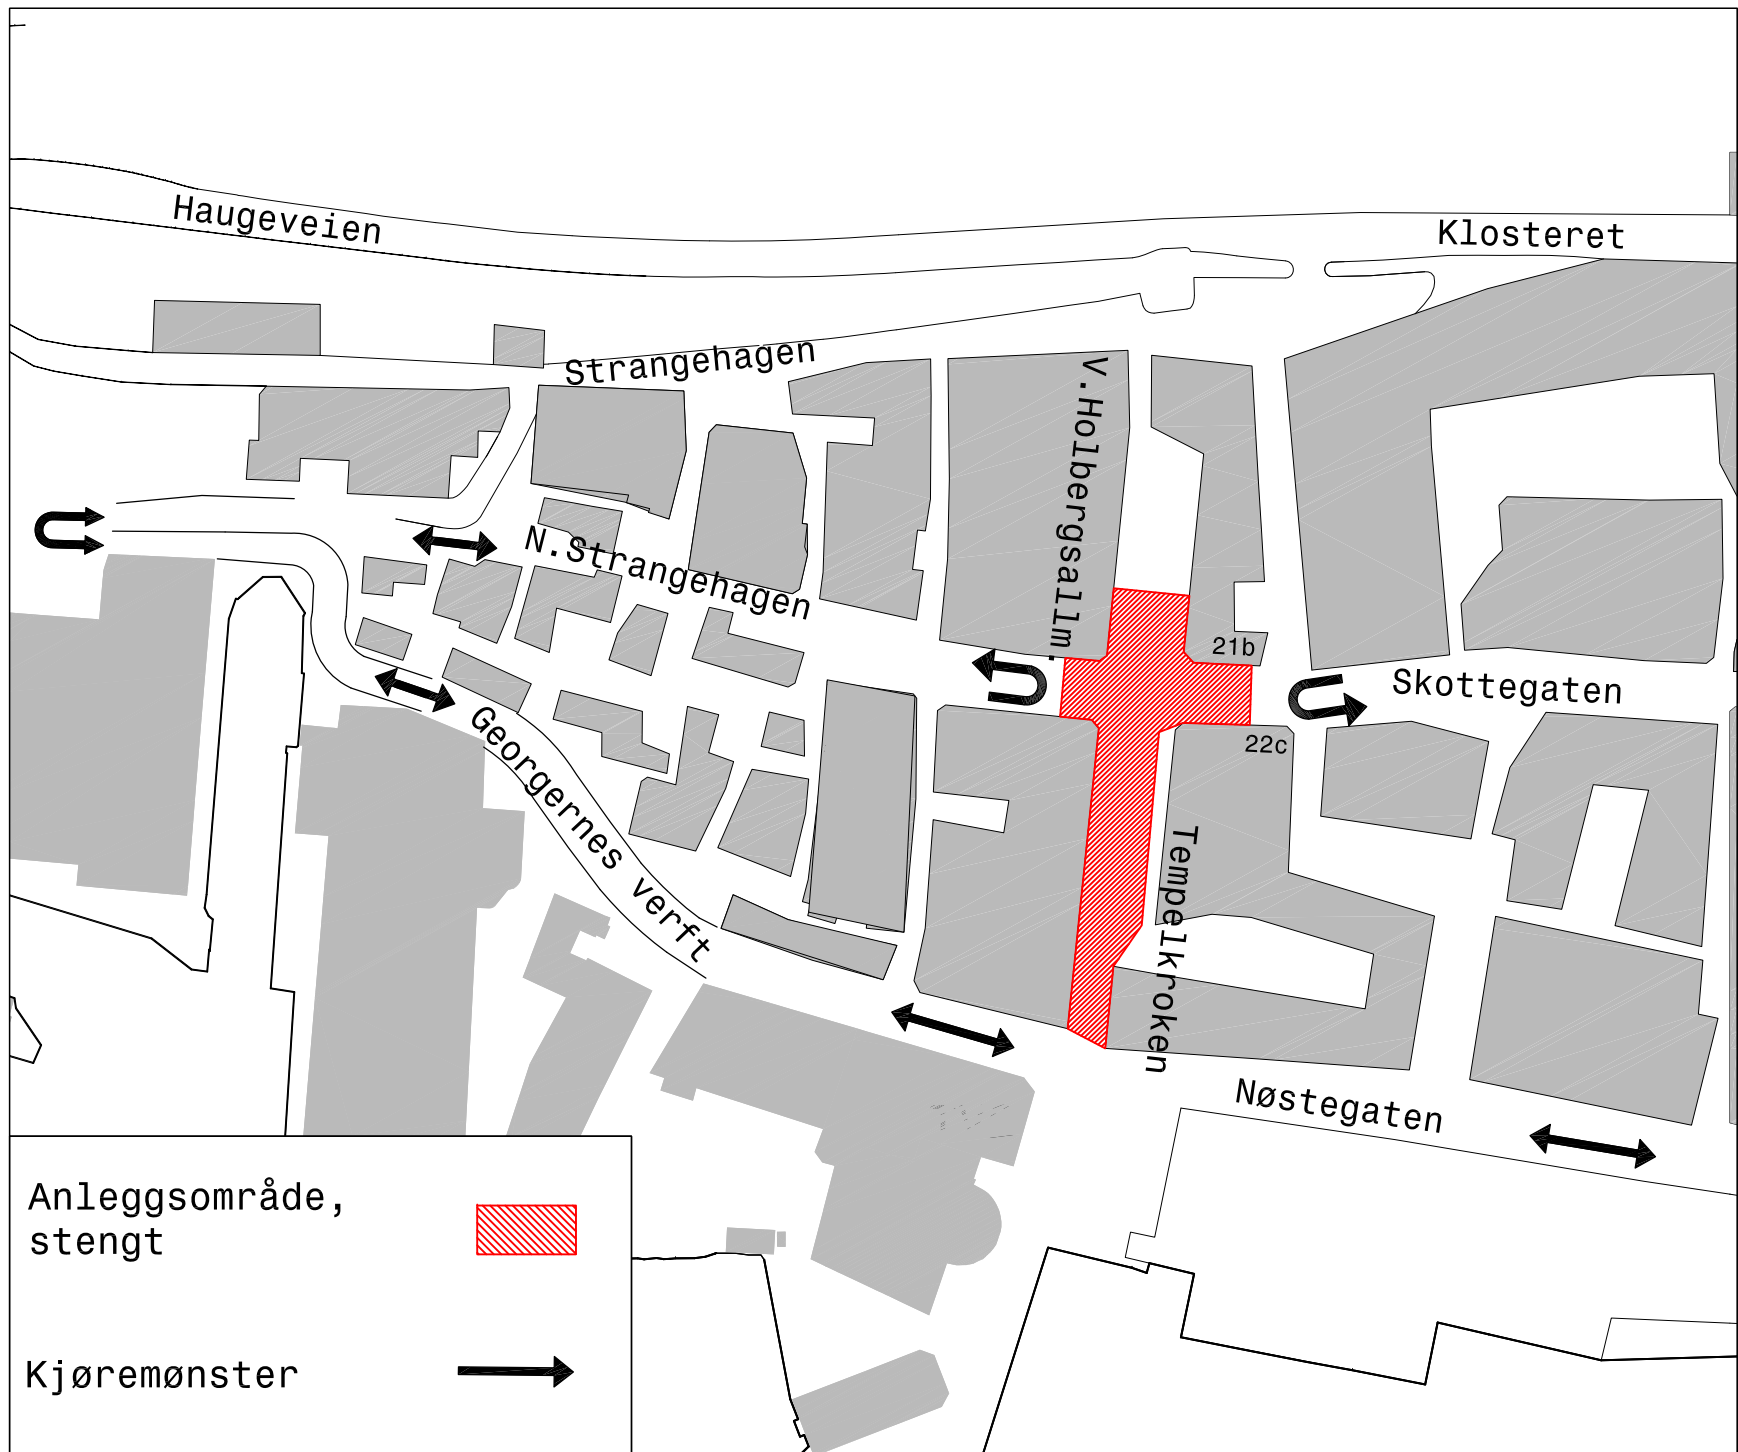 Haugeveien
Klosteret
Strangehagen
V.Holbergsallm.
N.Strangehagen
21b
Skottegaten
22c
Georgernes verft
Tempelkroken
Nøstegaten
Anleggsområde,
stengt
Kjøremønster